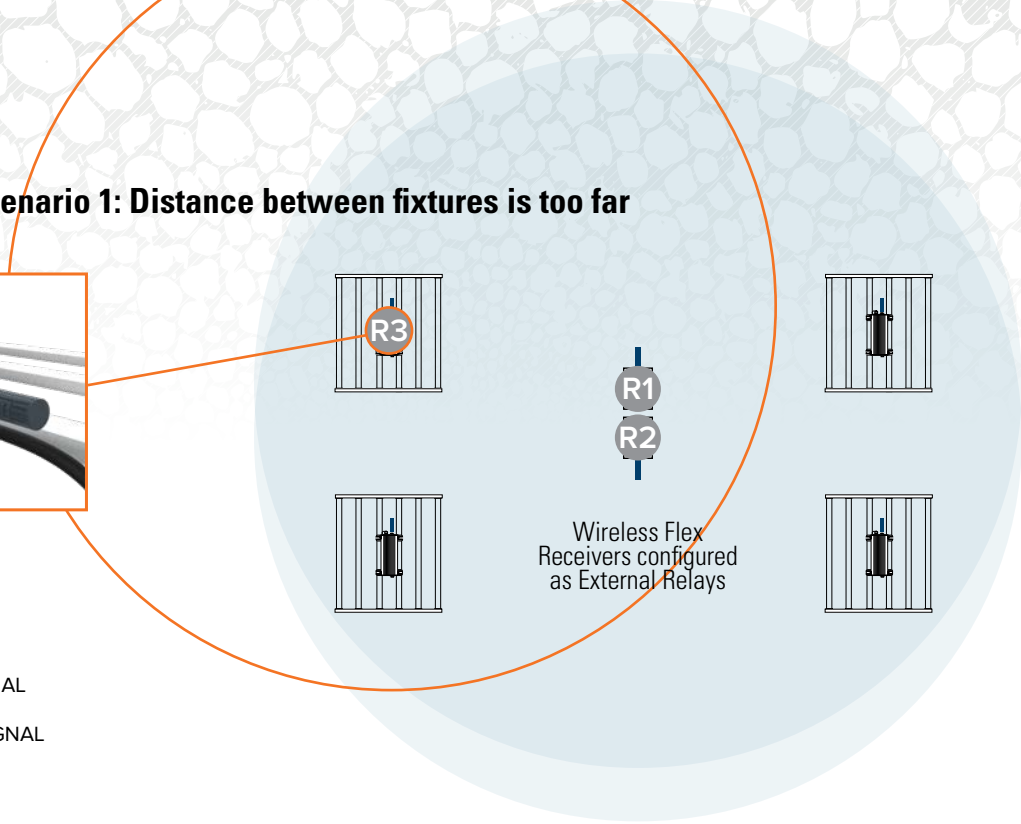 enario 1: Distance between fixtures is too far
R3
R1
R2
Wireless Flex
Receivers configured
as External Relays
AL
GNAL